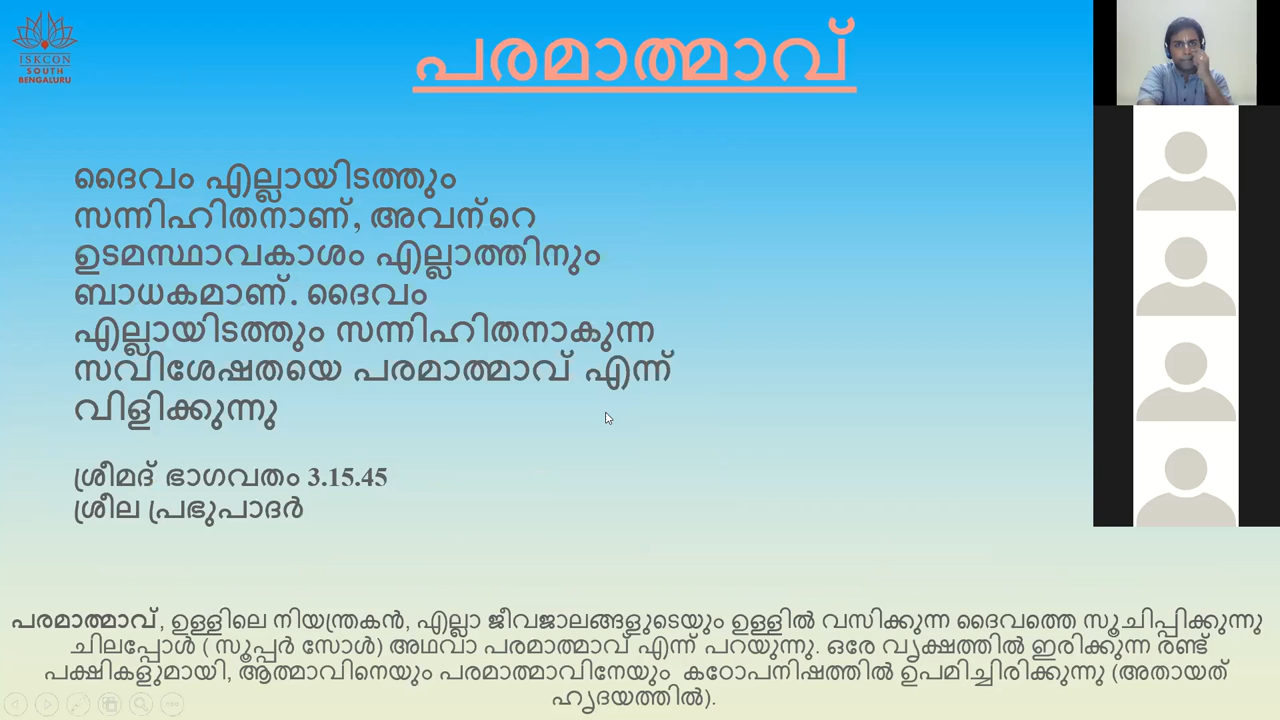 ISKCON
SOUTH
BENGALURU
പരമാത്മാവ്
ദൈവം എല്ലായിടത്തും
സന്നിഹിതനാണ്, അവന്റെ
ഉടമസ്ഥാവകാശം എല്ലാത്തിനും
ബാധകമാണ്. ദൈവം
എല്ലായിടത്തും സന്നിഹിതനാകുന്ന
സവിശേഷതയെ പരമാത്മാവ് എന്ന്
വിളിക്കുന്നു
ശ്രീമദ് ഭാഗവതം 3.15.45
ശ്രീല പ്രഭുപാദർ
പരമാത്മാവ്, ഉള്ളിലെ നിയന്ത്രകൻ, എല്ലാ ജീവജാലങ്ങളുടെയും ഉള്ളിൽ വസിക്കുന്ന ദൈവത്തെ സൂചിപ്പിക്കുന്നു
ചിലപ്പോൾ ( സൂപ്പർ സോൾ) അഥവാ പരമാത്മാവ് എന്ന് പറയുന്നു. ഒരേ വൃക്ഷത്തിൽ ഇരിക്കുന്ന രണ്ട്
പക്ഷികളുമായി, ആത്മാവിനെയും പരമാത്മാവിനേയും കഠോപനിഷത്തിൽ ഉപമിച്ചിരിക്കുന്നു (അതായത്
ഹൃദയത്തിൽ).